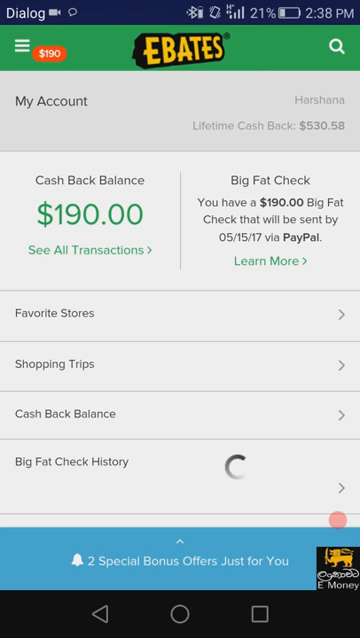 Dialog
21%
2:38 PM
$190
EBATES®
My Account
Harshana
Lifetime Cash Back: $530.58
Cash Back Balance
$190.00
See All Transactions >
Big Fat Check
You have a $190.00 Big Fat
Check that will be sent by
05/15/17 via PayPal.
Learn More >
Favorite Stores
Shopping Trips
Cash Back Balance
Big Fat Check History
2 Special Bonus Offers Just for You
E Money